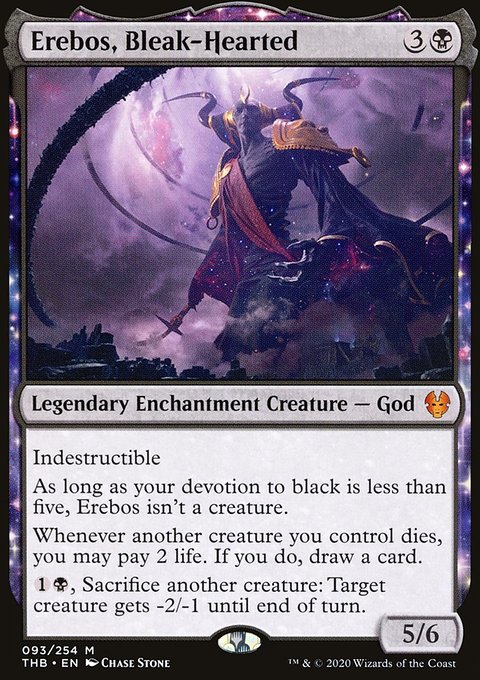 Erebos, Bleak-Hearted 3
Legendary Enchantment Creature — God
Indestructible
As long as your devotion to black is less than
five, Erebos isn't a creature.
Whenever another creature you control dies,
you may pay 2 life. If you do, draw a card.
1, Sacrifice another creature: Target
creature gets -2/-1 until end of turn.
5/6
093/254 M
THB • EN Chase Stone
™ & © 2020 Wizards of the Coast